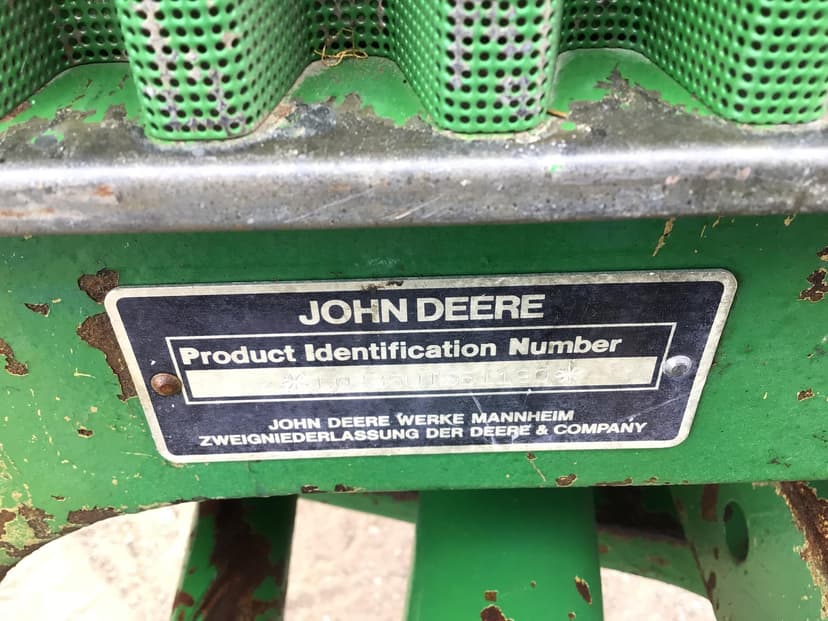 JOHN DEERE
Product Identification Number
JOHN DEERE WERKE MANNHEIM
ZWEIGNIEDERLASSUNG DER DEERE & COMPANY